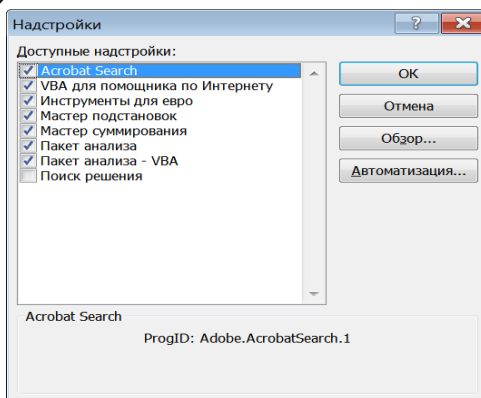 Надстройки
Доступные надстройки:
Acrobat Search
VBA для помощника по Интернету
Инструменты для евро
Мастер подстановок
Мастер суммирования
Пакет анализа
Пакет анализа - VBA
Поиск решения
OK
Отмена
Обзор...
Автоматизация...
Acrobat Search
ProgID: Adobe.AcrobatSearch.1